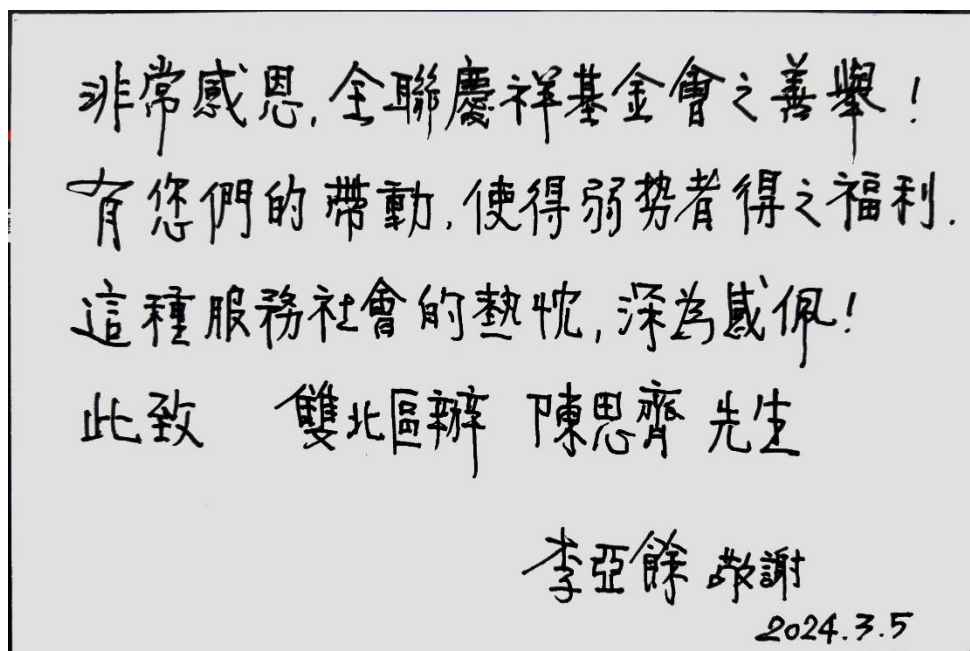 非常感恩,全聯慶祥基金會之善舉!
有您們的帶動,使得弱势者得之福利.
這種服務社會的熱忱,深為感佩!
此致 雙北區辦 陳思齊 先生
李亞餘 敬謝
2024.3.5